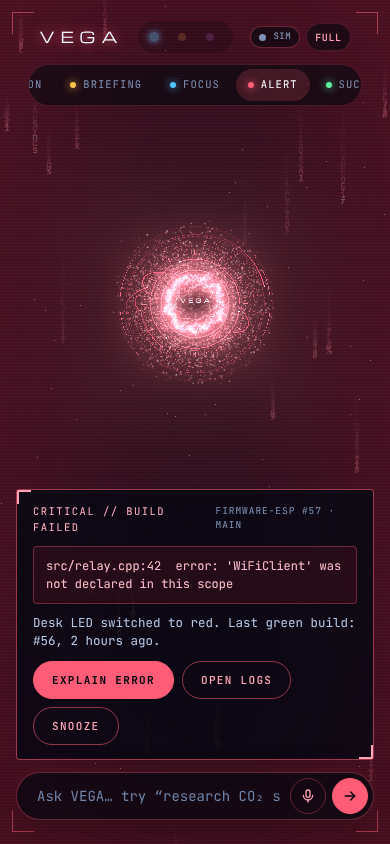 VEGA
SIM
FULL
ON
BRIEFING
FOCUS
ALERT
SUC
VEGA
CRITICAL // BUILD FAILED
FIRMWARE-ESP #57 · MAIN
src/relay.cpp:42  error: 'WiFiClient' was
not declared in this scope
Desk LED switched to red. Last green build:
#56, 2 hours ago.
EXPLAIN ERROR
OPEN LOGS
SNOOZE
Ask VEGA… try “research CO₂ s